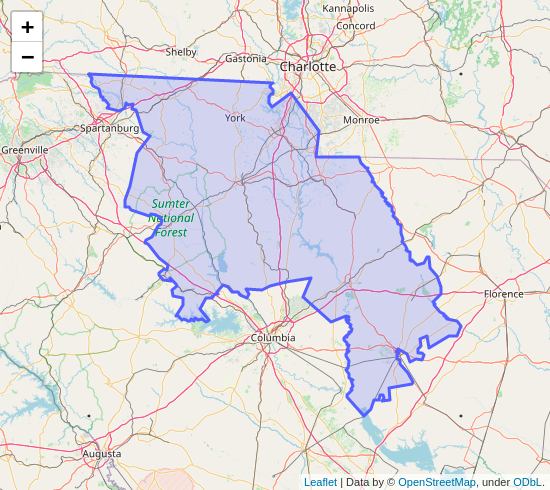 Kannapolis
+
Concord
Shelby
Gastonia
−
Charlotte
York
Monroe
Spartanburg
Greenville
Sumter
National
Forest
Florence
Columbia
Augusta
Leaflet | Data by © OpenStreetMap, under ODbL.